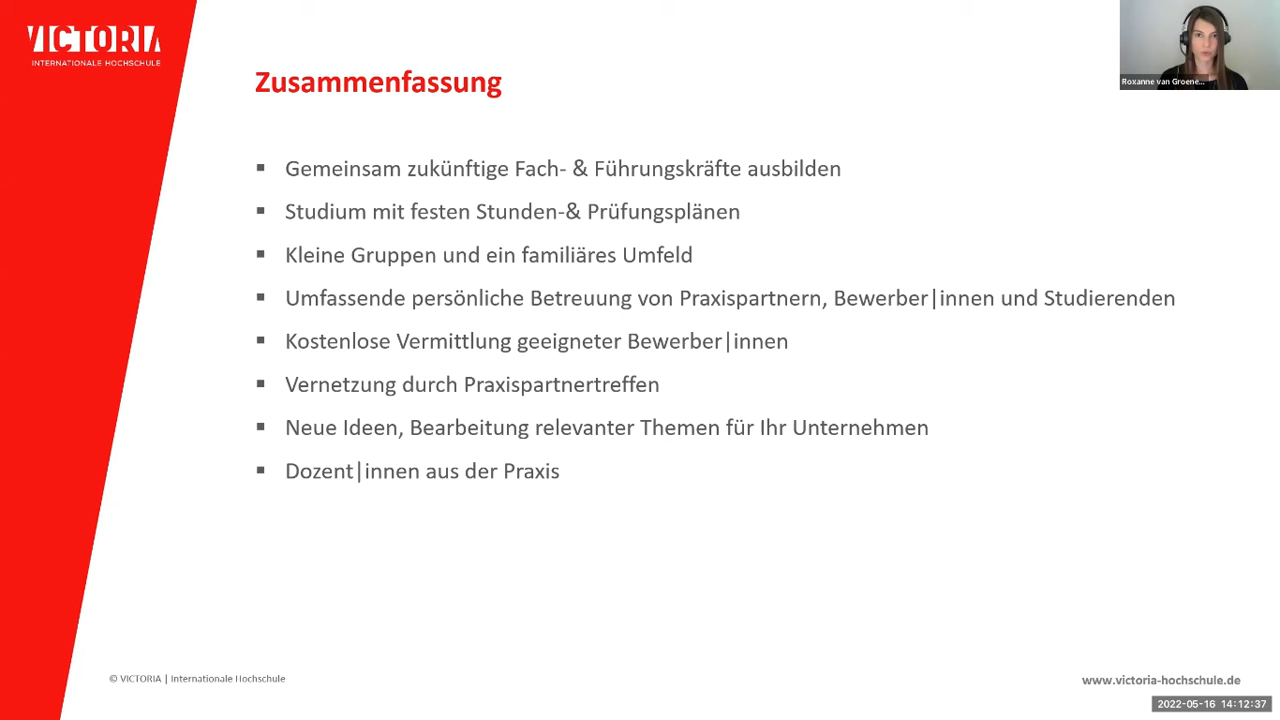 VICTORIA
INTERNATIONALE HOCHSCHULE
Roxanne van Groene...
Zusammenfassung
▪ Gemeinsam zukünftige Fach- & Führungskräfte ausbilden
▪ Studium mit festen Stunden-& Prüfungsplänen
▪ Kleine Gruppen und ein familiäres Umfeld
▪ Umfassende persönliche Betreuung von Praxispartnern, Bewerber|innen und Studierenden
▪ Kostenlose Vermittlung geeigneter Bewerber|innen
▪ Vernetzung durch Praxispartnertreffen
▪ Neue Ideen, Bearbeitung relevanter Themen für Ihr Unternehmen
▪ Dozent|innen aus der Praxis
© VICTORIA | Internationale Hochschule
www.victoria-hochschule.de
2022-05-16 14:12:37